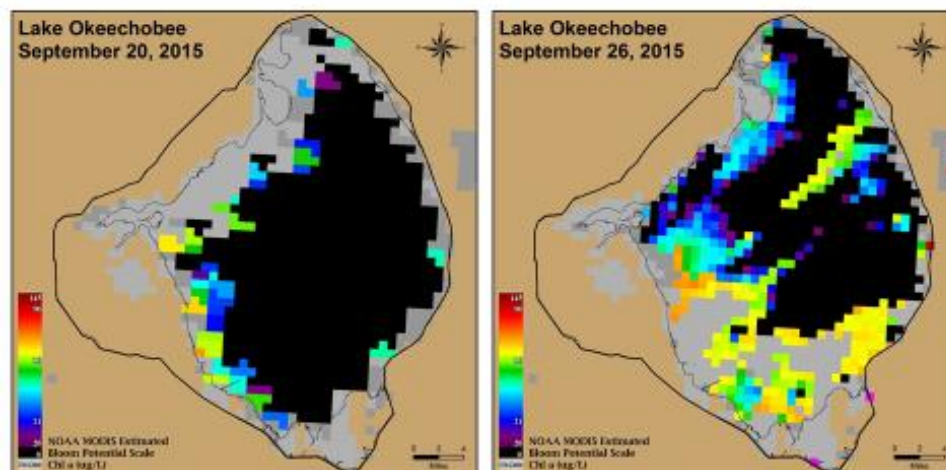 Lake Okeechobee
September 20, 2015
NOAA MODIS Estimated
Bloom Potential Scale
Chl a (ug/L)
Lake Okeechobee
September 26, 2015
NOAA MODIS Estimated
Bloom Potential Scale
Chl a (ug/L)